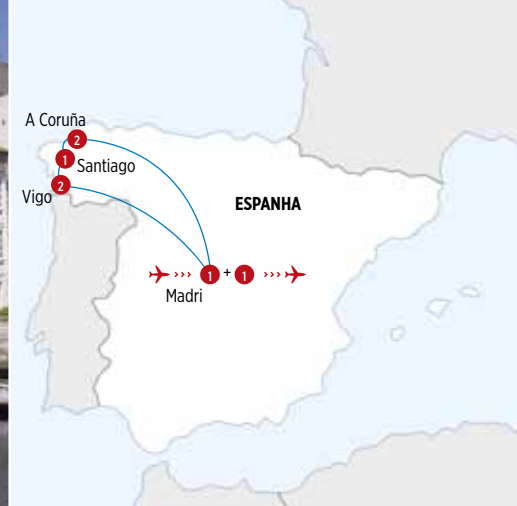 A Coruña
2
1
Santiago
2
Vigo
ESPANHA
1 + 1
Madri